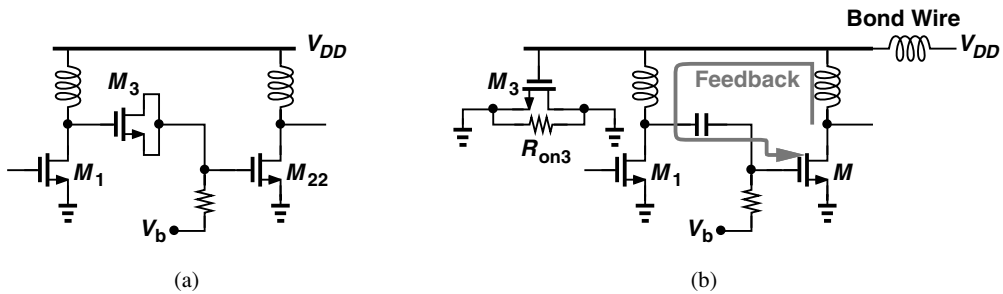 V_DD
M_3
M_1
M_22
V_b
(a)
Bond Wire
V_DD
Feedback
M_3
R_on3
M_1
M
V_b
(b)